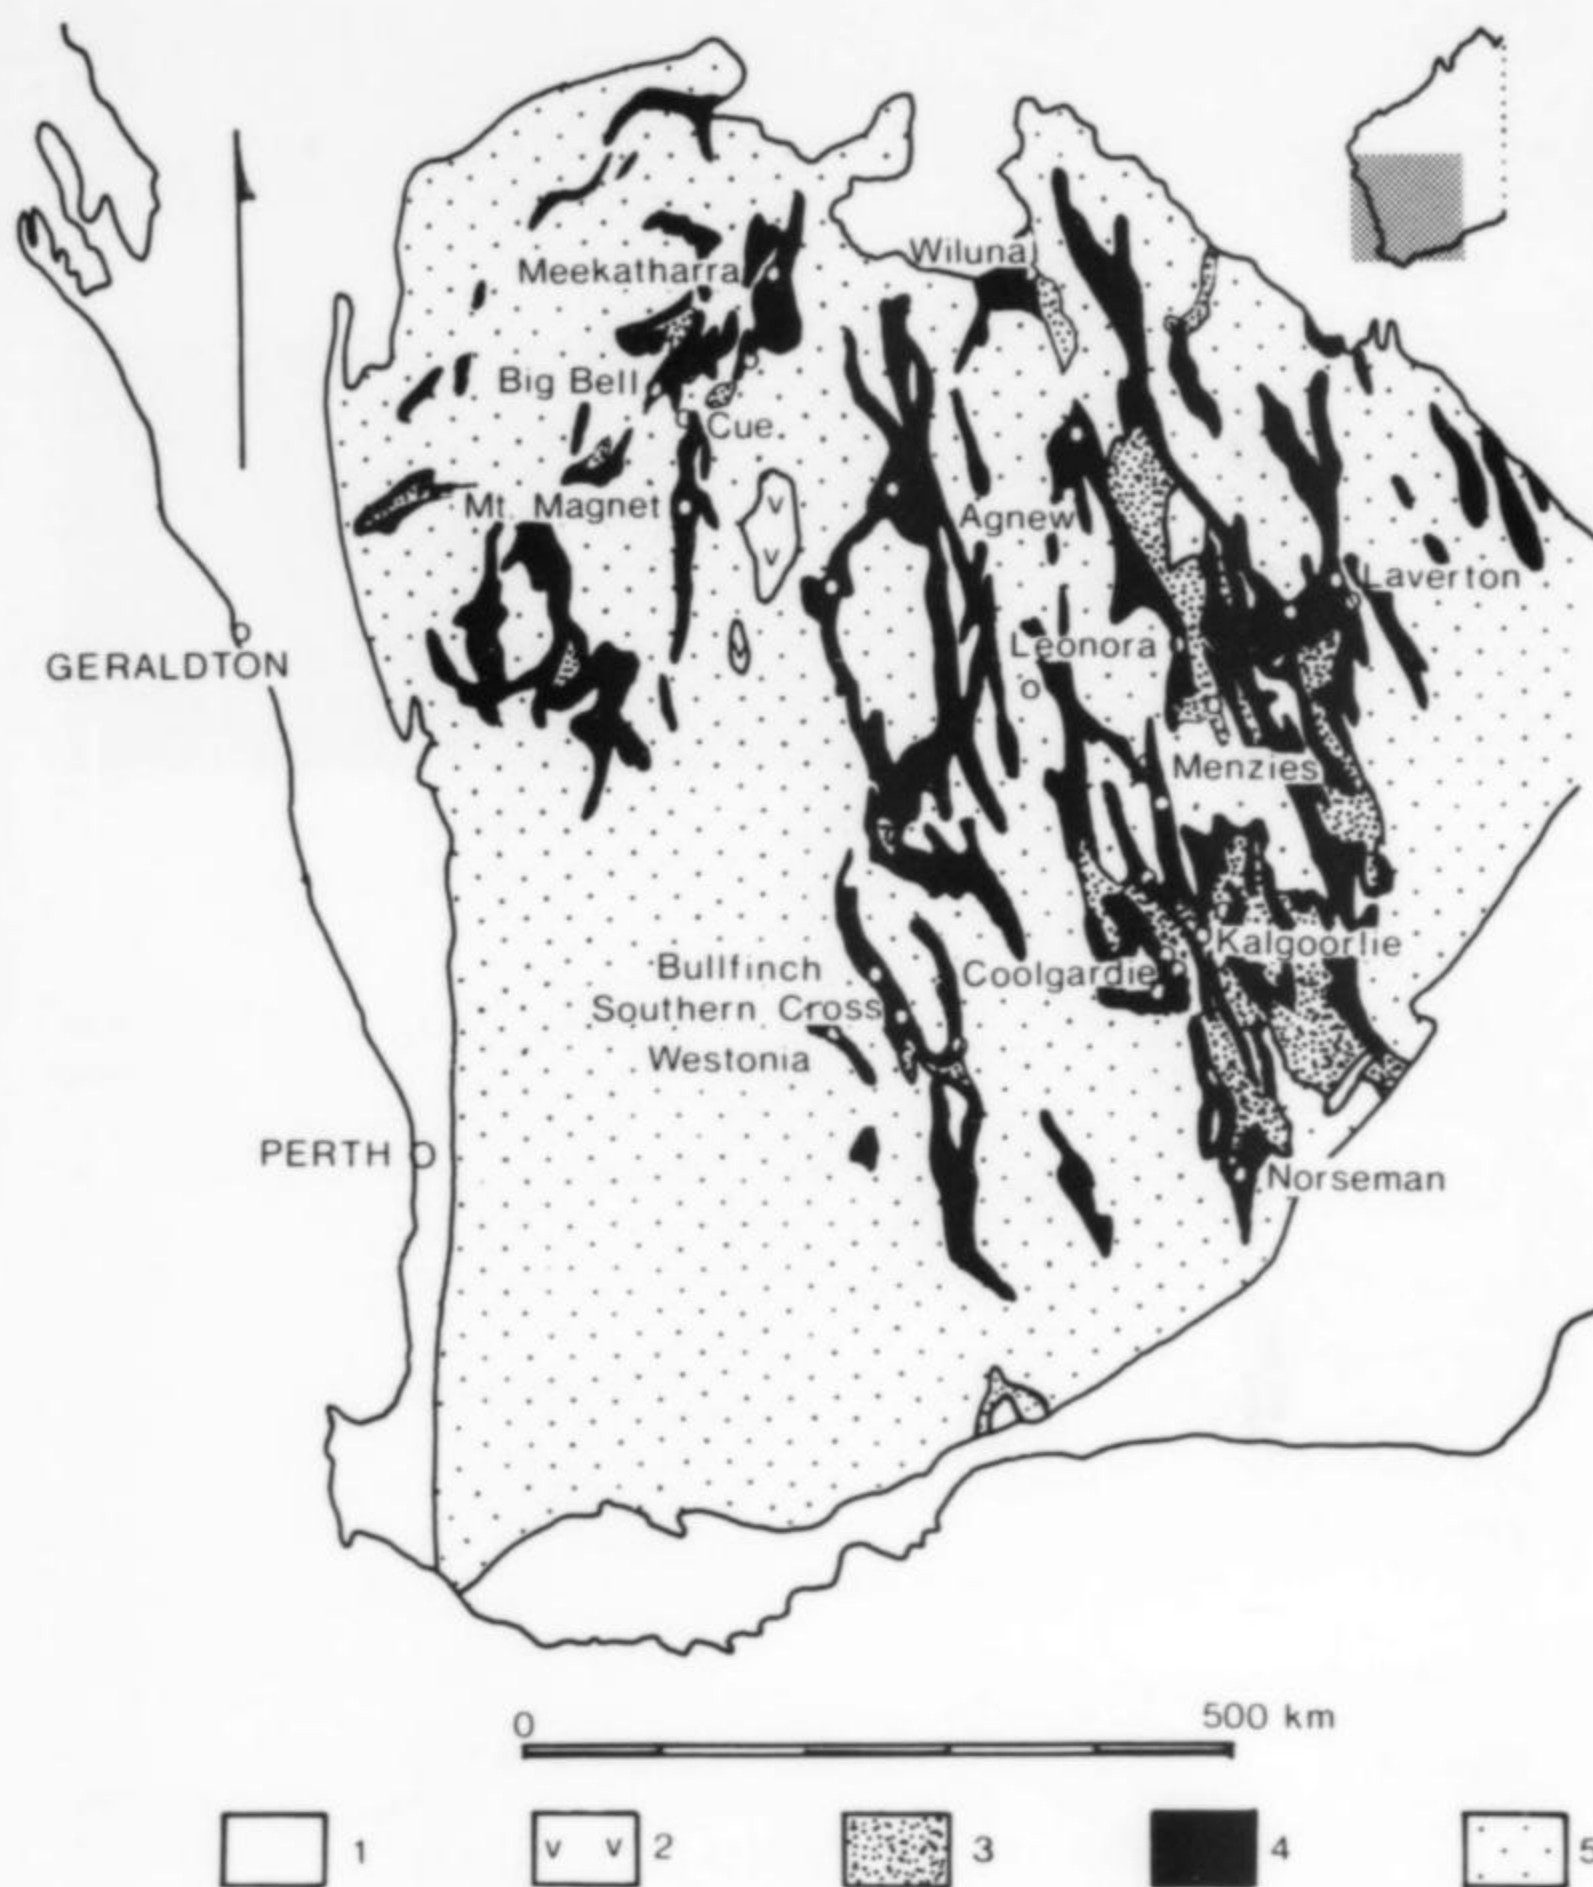 Wiluna
Meekatharra
Big Bell
Cue
Mt. Magnet
Agnew
Laverton
Leonora
GERALDTON
Menzies
Kalgoorlie
Bullfinch
Coolgardie
Southern Cross
Westonia
PERTH
Norseman
0 500 km
v v
v v
1 2 3 4 5